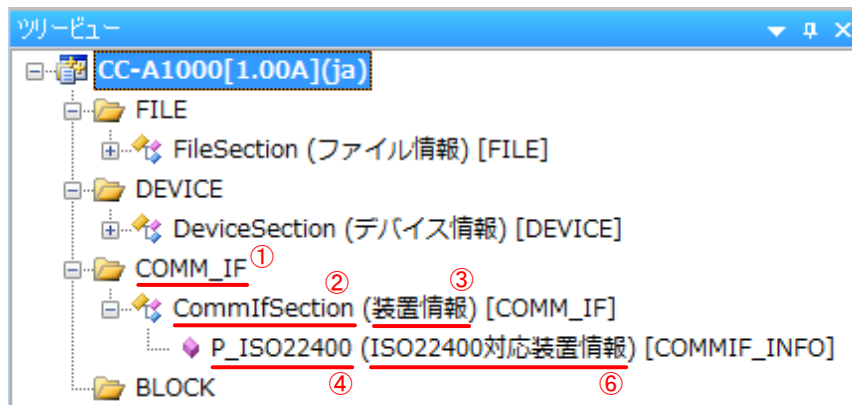 ツリービュー
CC-A1000[1.00A](ja)
FILE
FileSection (ファイル情報) [FILE]
DEVICE
DeviceSection (デバイス情報) [DEVICE]
COMM_IF ①
② ③
CommIfSection (装置情報) [COMM_IF]
P_ISO22400 (ISO22400対応装置情報) [COMMIF_INFO]
④ ⑥
BLOCK